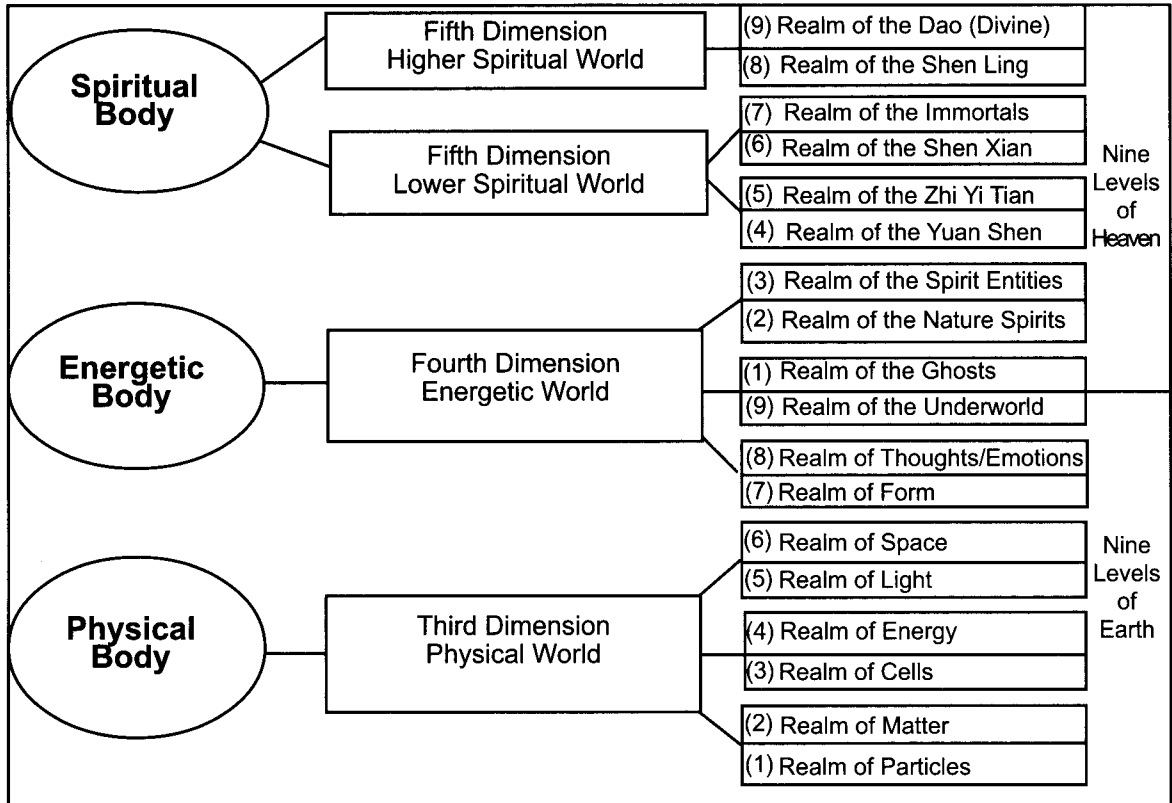 Spiritual
Body
Fifth Dimension
Higher Spiritual World
(9) Realm of the Dao (Divine)
(8) Realm of the Shen Ling
Fifth Dimension
Lower Spiritual World
(7) Realm of the Immortals
(6) Realm of the Shen Xian
(5) Realm of the Zhi Yi Tian
(4) Realm of the Yuan Shen
Nine
Levels
of
Heaven
Energetic
Body
Fourth Dimension
Energetic World
(3) Realm of the Spirit Entities
(2) Realm of the Nature Spirits
(1) Realm of the Ghosts
(9) Realm of the Underworld
(8) Realm of Thoughts/Emotions
(7) Realm of Form
Physical
Body
Third Dimension
Physical World
(6) Realm of Space
(5) Realm of Light
(4) Realm of Energy
(3) Realm of Cells
(2) Realm of Matter
(1) Realm of Particles
Nine
Levels
of
Earth